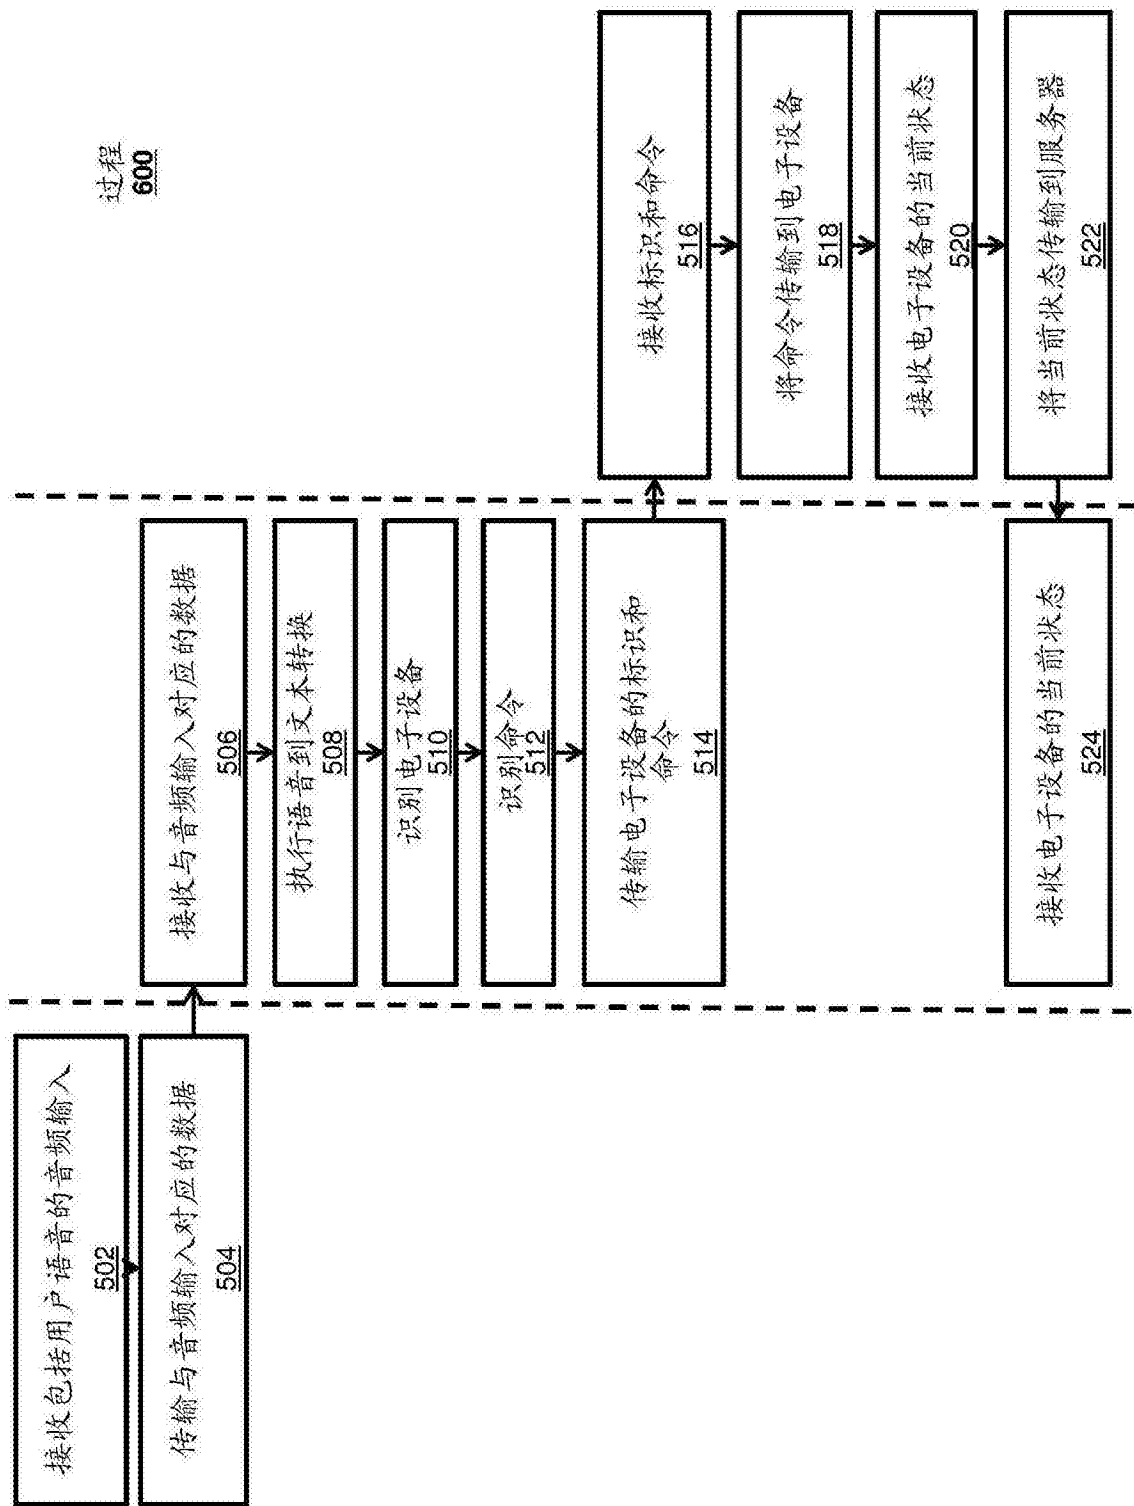 过程
600
接收包括用户语音的音频输入
502
传输与音频输入对应的数据
504
接收与音频输入对应的数据
506
执行语音到文本转换
508
识别电子设备
510
识别命令
512
传输电子设备的标识和
命令
514
接收标识和命令
516
将命令传输到电子设备
518
接收电子设备的当前状态
520
将当前状态传输到服务器
522
接收电子设备的当前状态
524